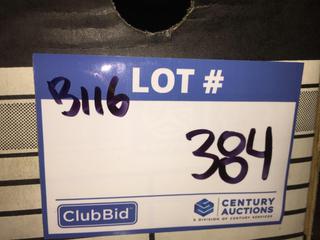 B116 LOT #
384
ClubBid
CENTURY
AUCTIONS
A DIVISION OF CENTURY SERVICES